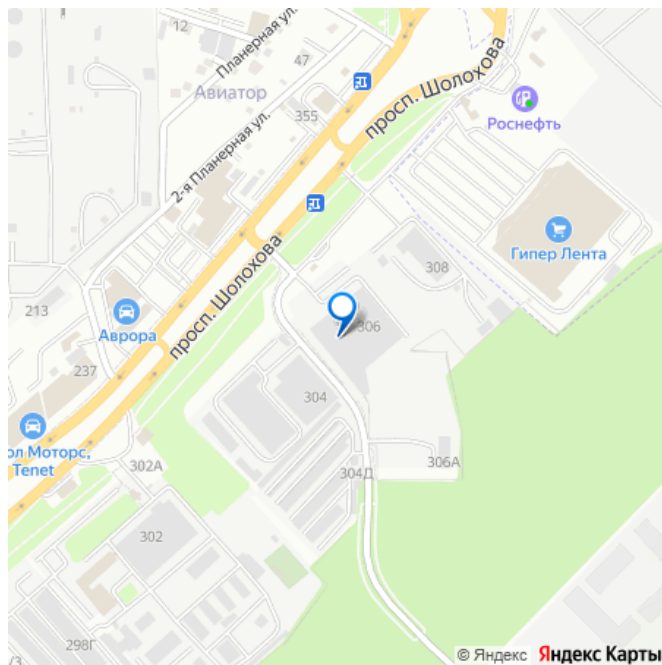 12
Планерная ул.
47
Авиатор
355
просп. Шолохова
Роснефть
2-я Планерная ул.
Гипер Лента
308
213
Аврора
просп. Шолохова
306
237
304
ол Моторс,
Tenet
302А
304Д
306А
302
298Г
/3
© Яндекс Яндекс Карты